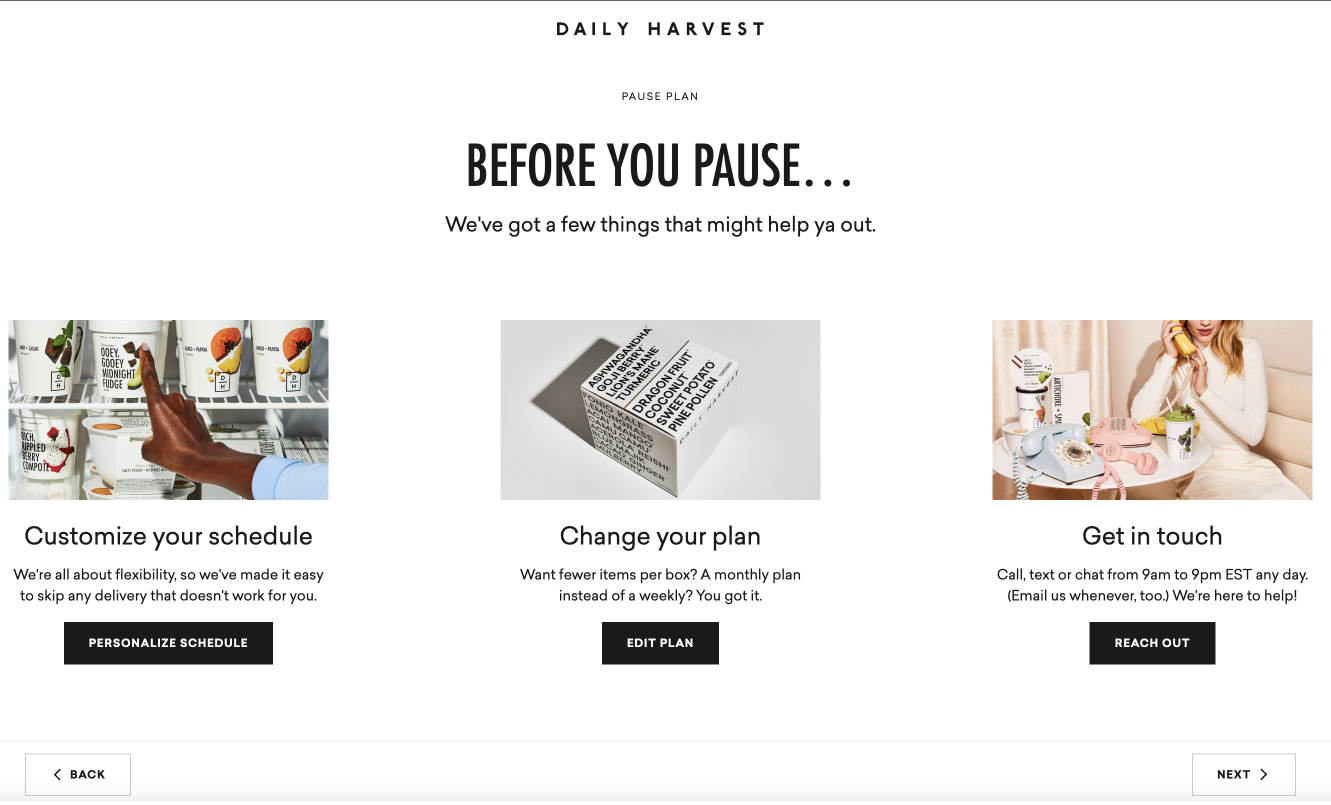 DAILY HARVEST
PAUSE PLAN
BEFORE YOU PAUSE...
We've got a few things that might help ya out.
OOEY,
GOOEY
MIDNIGHT
FUDGE
D
H
D
H
D
H
RICH,
RIPPLED
BERRY
COMPOTE
ASHWAGANDHA
GOJI BERRY
LION'S MANE
TURMERIC
DRAGON FRUIT
COCONUT
SWEET POTATO
PINE POLLEN
DAILY HARVEST
FONIO KALE
ARTICHOKE + SPI
Customize your schedule
We're all about flexibility, so we've made it easy
to skip any delivery that doesn't work for you.
PERSONALIZE SCHEDULE
Change your plan
Want fewer items per box? A monthly plan
instead of a weekly? You got it.
EDIT PLAN
Get in touch
Call, text or chat from 9am to 9pm EST any day.
(Email us whenever, too.) We're here to help!
REACH OUT
BACK
NEXT